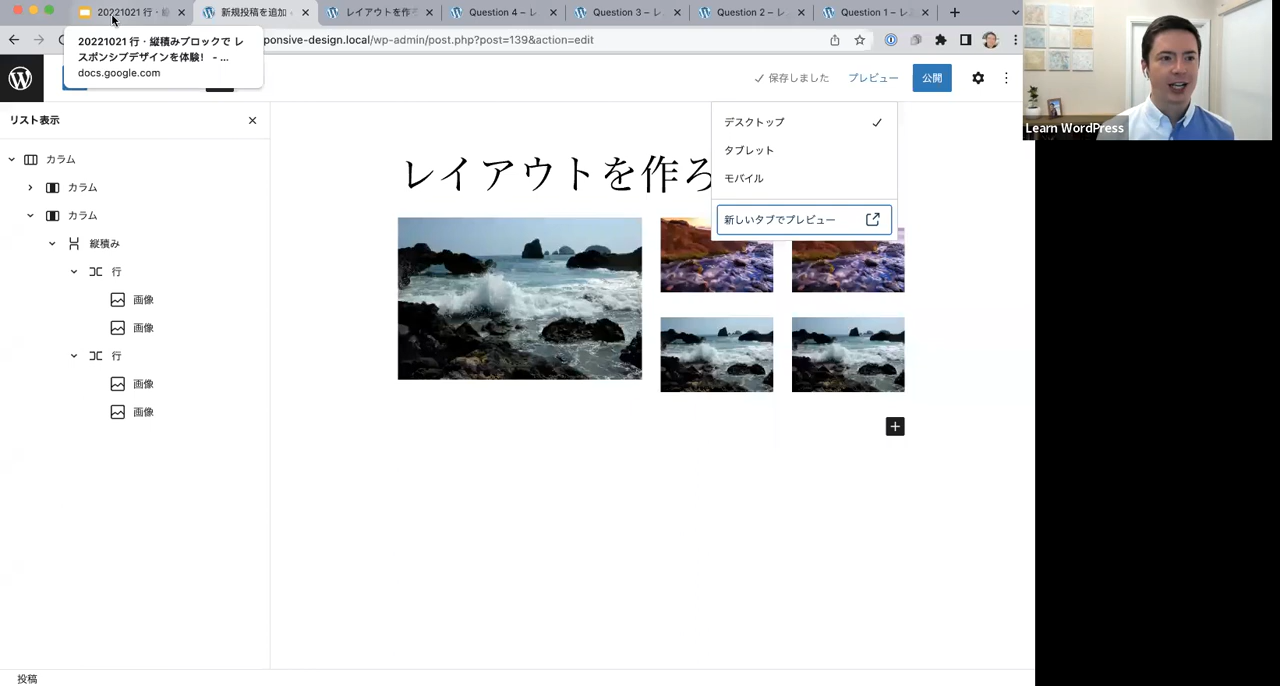 20221021 行・縦
新規投稿を追加
レイアウトを作
Question 4 – レ
Question 3 – レ
Question 2 – レ
Question 1 – レ
20221021 行・縦積みブロックで レ
スポンシブデザインを体験！ - ...
docs.google.com
ponsive-design.local/wp-admin/post.php?post=139&action=edit
保存しました
プレビュー
公開
リスト表示
カラム
カラム
カラム
縦積み
行
画像
画像
行
画像
画像
レイアウトを作ろ
デスクトップ
タブレット
モバイル
新しいタブでプレビュー
投稿
Learn WordPress